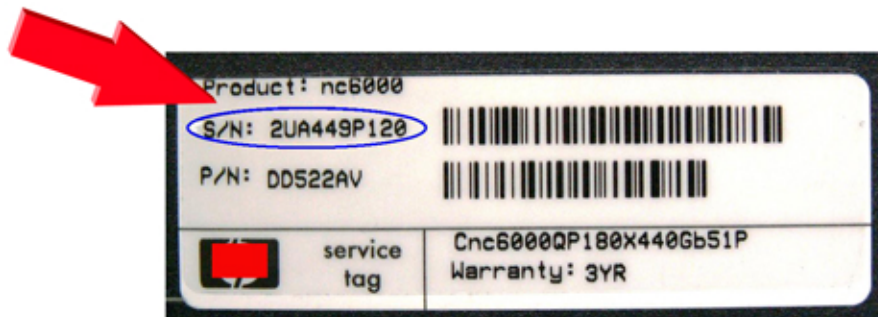 Product: nc6000
S/N: 2UA449P120
P/N: DD522AV
service
tag
Cnc6000QP180X440Gb51P
Warranty: 3YR